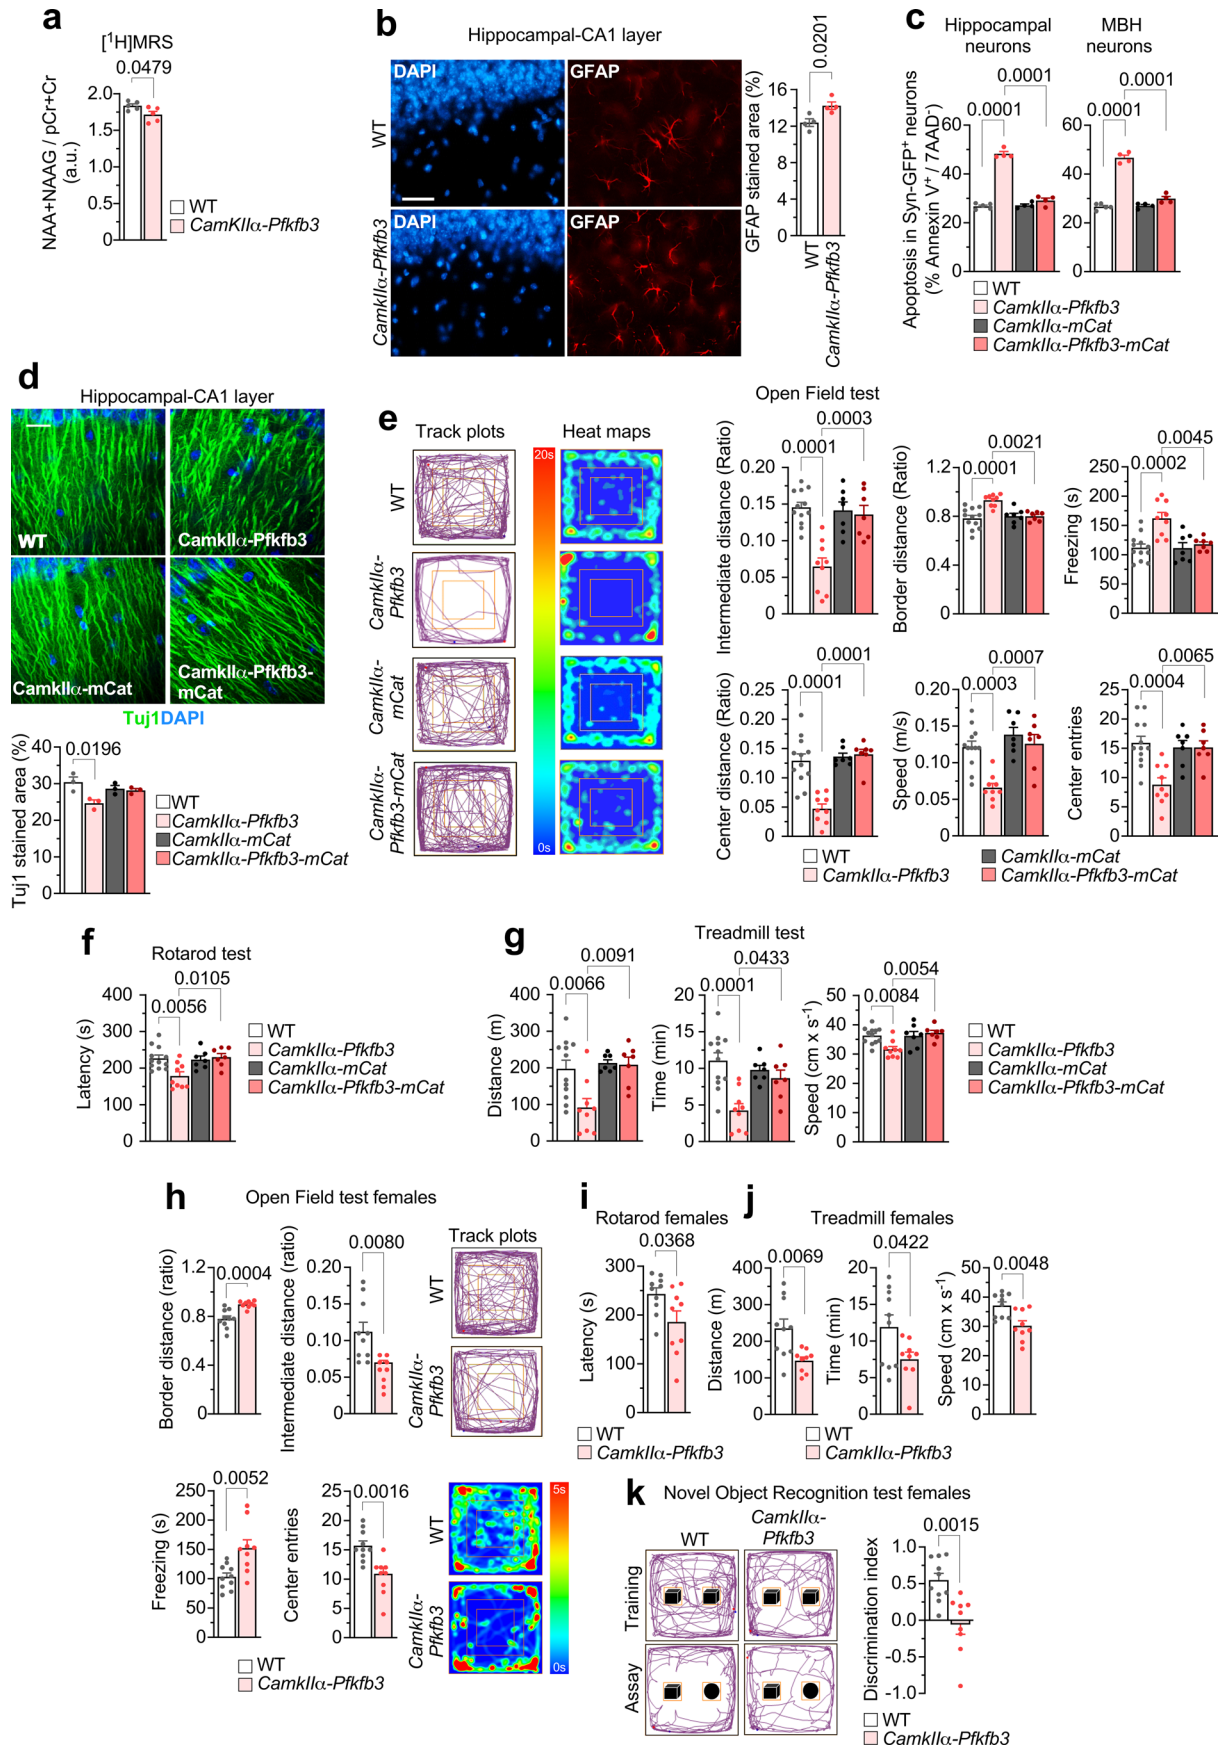 a
[¹H]MRS
0.0479
NAA+NAAG / pCr+Cr
(a.u.)
2.0
1.5
1.0
0.5
0
WT
CamKIIα-Pfkfb3
b
Hippocampal-CA1 layer
DAPI
GFAP
WT
DAPI
GFAP
CamkIIα-Pfkfb3
0.0201
GFAP stained area (%)
16
12
8
4
0
WT
CamkIIα-Pfkfb3
c
Hippocampal
neurons
MBH
neurons
0.0001
0.0001
0.0001
0.0001
Apoptosis in Syn-GFP⁺ neurons
(% Annexin V⁺ / 7AAD⁻)
60
40
20
0
60
40
20
0
WT
CamkIIα-Pfkfb3
CamkIIα-mCat
CamkIIα-Pfkfb3-mCat
d
Hippocampal-CA1 layer
WT
CamkIIα-Pfkfb3
CamkIIα-mCat
CamkIIα-Pfkfb3-
mCat
Tuj1DAPI
Tuj1 stained area (%)
40
30
20
10
0
0.0196
WT
CamkIIα-Pfkfb3
CamkIIα-mCat
CamkIIα-Pfkfb3-mCat
e
Track plots
Heat maps
WT
CamkIIα-
Pfkfb3
CamkIIα-
mCat
CamkIIα-
Pfkfb3-mCat
20s
0s
Open Field test
0.0003
0.0001
Intermediate distance (Ratio)
0.20
0.15
0.10
0.05
0
0.0021
0.0001
Border distance (Ratio)
1.2
0.8
0.4
0
0.0045
0.0002
Freezing (s)
250
200
150
100
50
0
0.0001
0.0001
Center distance (Ratio)
0.25
0.20
0.15
0.10
0.05
0
0.0007
0.0003
Speed (m/s)
0.20
0.15
0.10
0.05
0
0.0065
0.0004
Center entries
25
20
15
10
5
0
WT
CamkIIα-Pfkfb3
CamkIIα-mCat
CamkIIα-Pfkfb3-mCat
f
Rotarod test
0.0105
0.0056
Latency (s)
400
300
200
100
0
WT
CamkIIα-Pfkfb3
CamkIIα-mCat
CamkIIα-Pfkfb3-mCat
g
Treadmill test
0.0091
0.0066
Distance (m)
400
300
200
100
0
0.0433
0.0001
Time (min)
20
15
10
5
0
0.0054
0.0084
Speed (cm x s⁻¹)
50
40
30
20
10
0
WT
CamkIIα-Pfkfb3
CamkIIα-mCat
CamkIIα-Pfkfb3-mCat
h
Open Field test females
0.0004
Border distance (ratio)
1.2
0.8
0.4
0
0.0080
Intermediate distance (ratio)
0.20
0.15
0.10
0.05
0
Track plots
WT
CamkIIα-
Pfkfb3
0.0052
Freezing (s)
250
200
150
100
50
0
0.0016
Center entries
25
20
15
10
5
0
WT
CamkIIα-
Pfkfb3
5s
0s
WT
CamkIIα-Pfkfb3
i
Rotarod females
0.0368
Latency (s)
300
200
100
0
WT
CamkIIα-Pfkfb3
j
Treadmill females
0.0069
Distance (m)
400
300
200
100
0
0.0422
Time (min)
20
15
10
5
0
0.0048
Speed (cm x s⁻¹)
50
40
30
20
10
0
WT
CamkIIα-Pfkfb3
k
Novel Object Recognition test females
WT
CamkIIα-
Pfkfb3
Training
Assay
0.0015
Discrimination index
1.0
0.5
0.0
-0.5
-1.0
WT
CamkIIα-Pfkfb3